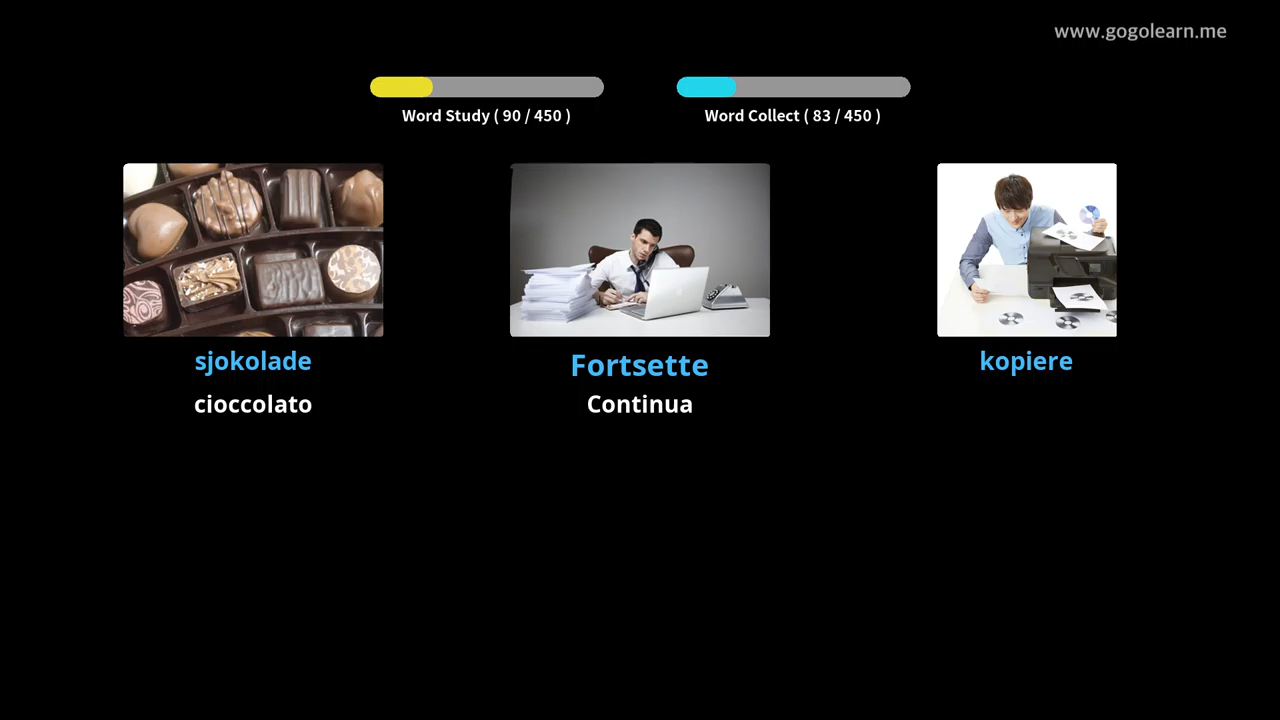 www.gogolearn.me
Word Study ( 90 / 450 )
Word Collect ( 83 / 450 )
sjokolade
Fortsette
kopiere
cioccolato
Continua